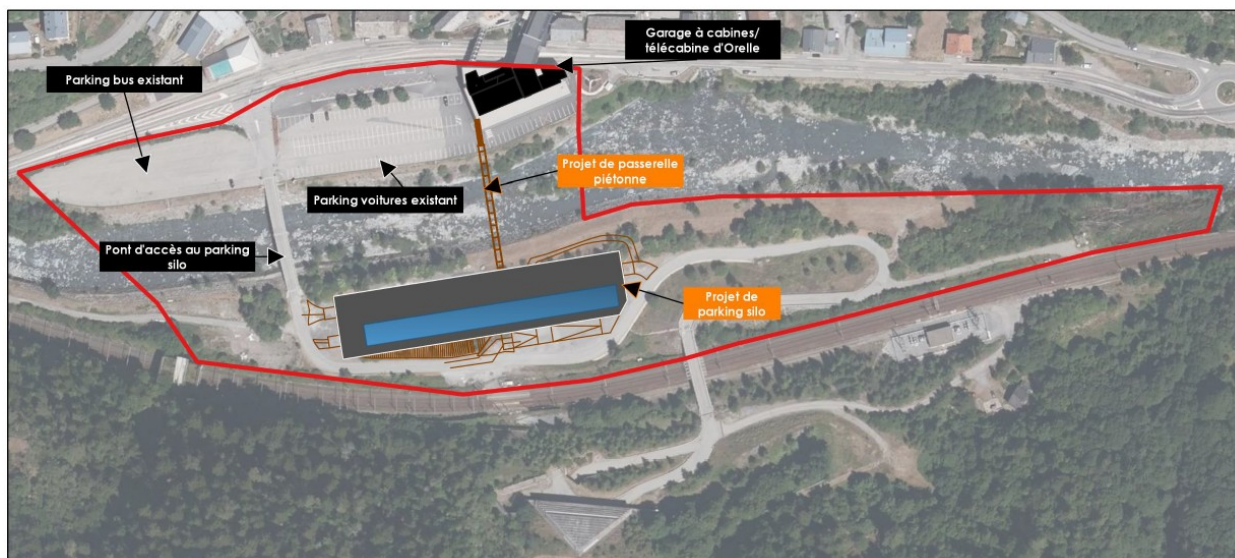 Garage à cabines/
télécabine d'Orelle
Parking bus existant
Projet de passerelle
piétonne
Parking voitures existant
Pont d'accès au parking
silo
Projet de
parking silo